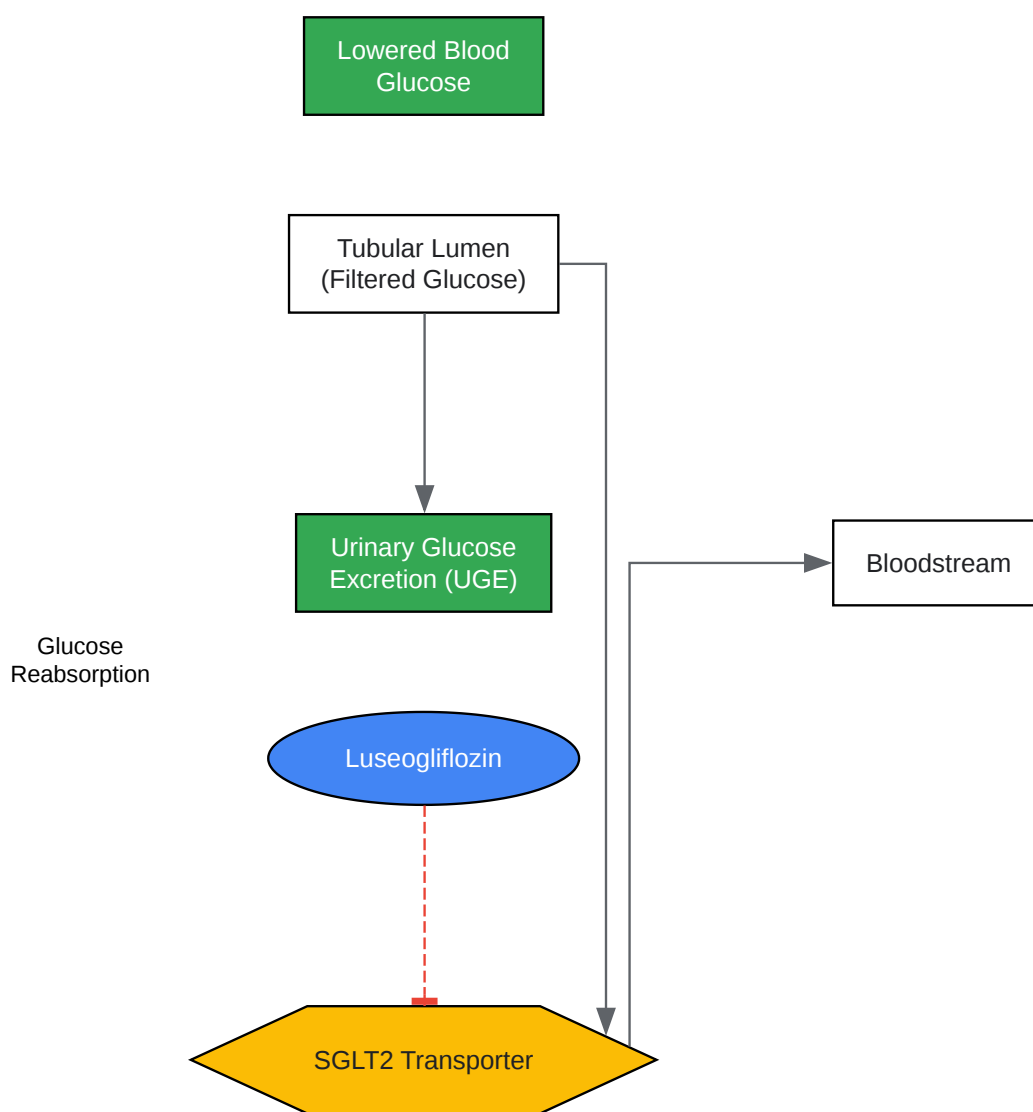 Lowered Blood
Glucose
Tubular Lumen
(Filtered Glucose)
Urinary Glucose
Excretion (UGE)
Bloodstream
Glucose
Reabsorption
Luseogliflozin
SGLT2 Transporter